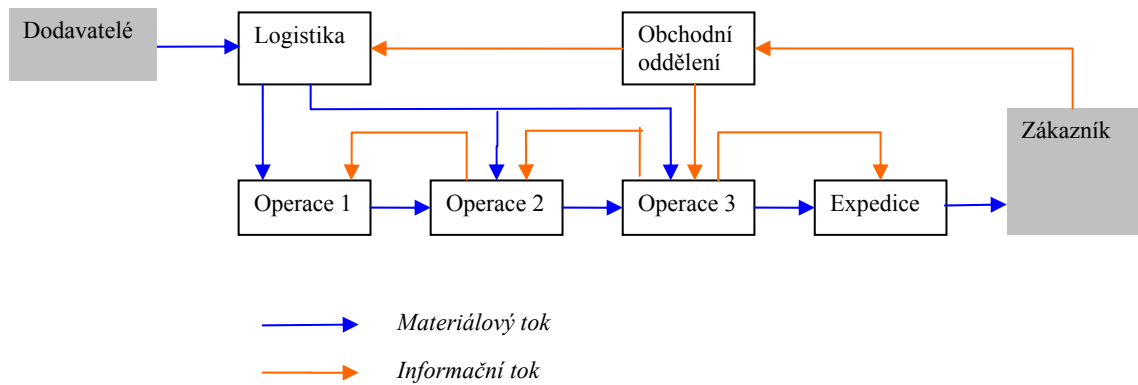 Dodavatelé
Logistika
Obchodní
oddělení
Zákazník
Operace 1
Operace 2
Operace 3
Expedice
Materiálový tok
Informační tok